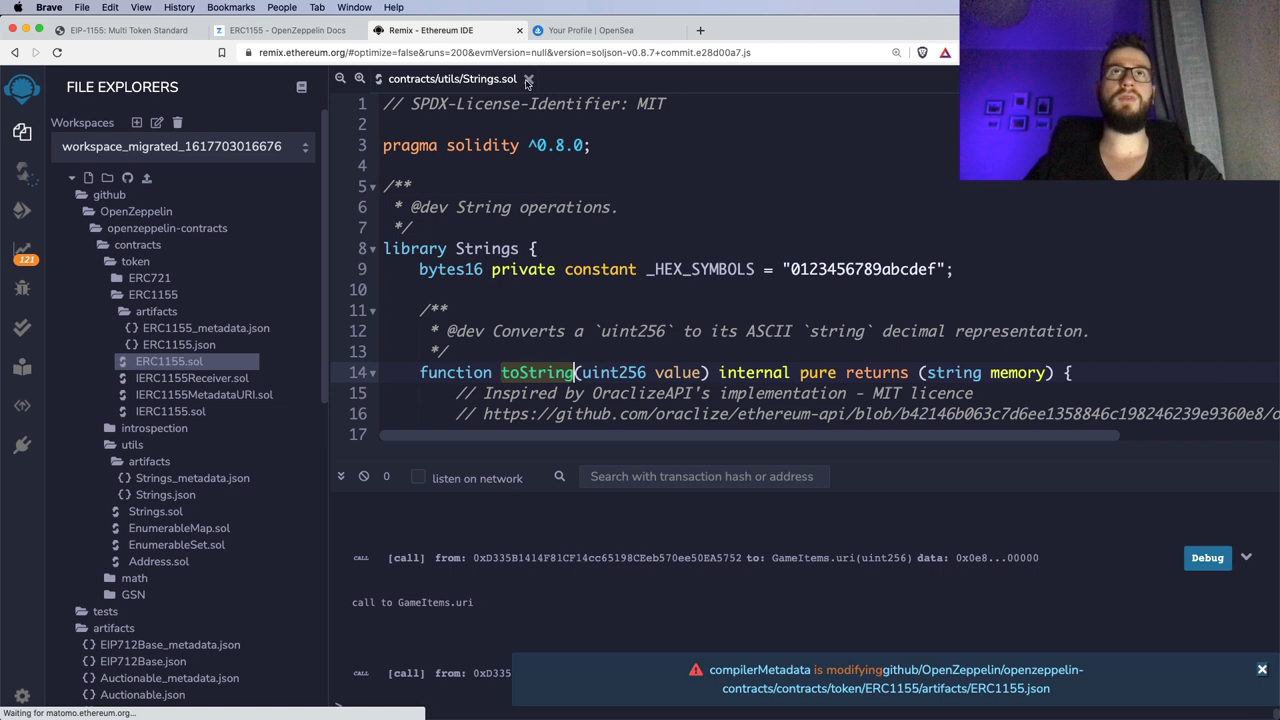 Brave File Edit View History Bookmarks People Tab Window Help
EIP-1155: Multi Token Standard
ERC1155 - OpenZeppelin Docs
Remix - Ethereum IDE
Your Profile | OpenSea
remix.ethereum.org/#optimize=false&runs=200&evmVersion=null&version=soljson-v0.8.7+commit.e28d00a7.js
FILE EXPLORERS
contracts/utils/Strings.sol
Workspaces
workspace_migrated_1617703016676
github
OpenZeppelin
openzeppelin-contracts
contracts
token
ERC721
ERC1155
artifacts
ERC1155_metadata.json
ERC1155.json
ERC1155.sol
IERC1155Receiver.sol
IERC1155MetadataURI.sol
IERC1155.sol
introspection
utils
artifacts
Strings_metadata.json
Strings.json
Strings.sol
EnumerableMap.sol
EnumerableSet.sol
Address.sol
math
GSN
tests
artifacts
EIP712Base_metadata.json
EIP712Base.json
Auctionable_metadata.json
Auctionable.json
121
1 // SPDX-License-Identifier: MIT
2
3 pragma solidity ^0.8.0;
4
5 /**
6 * @dev String operations.
7 */
8 library Strings {
9 bytes16 private constant _HEX_SYMBOLS = "0123456789abcdef";
10
11 /**
12 * @dev Converts a `uint256` to its ASCII `string` decimal representation.
13 */
14 function toString(uint256 value) internal pure returns (string memory) {
15 // Inspired by OraclizeAPI's implementation - MIT licence
16 // https://github.com/oraclize/ethereum-api/blob/b42146b063c7d6ee1358846c198246239e9360e8/o
17
0 listen on network Search with transaction hash or address
CALL [call] from: 0xD335B1414F81CF14cc65198CEeb570ee50EA5752 to: GameItems.uri(uint256) data: 0x0e8...00000 Debug
call to GameItems.uri
CALL [call] from: 0xD335
compilerMetadata is modifyinggithub/OpenZeppelin/openzeppelin-
contracts/contracts/token/ERC1155/artifacts/ERC1155.json
Waiting for matomo.ethereum.org...